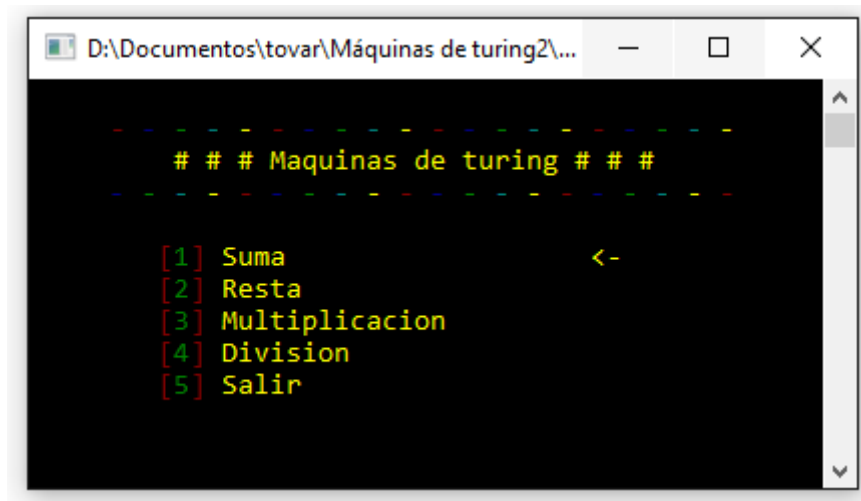 D:\Documentos\tovar\Máquinas de turing2\...
- - - - - - - - - - - - - - - - - - - -
# # # Maquinas de turing # # #
- - - - - - - - - - - - - - - - - - - -
[1] Suma <-
[2] Resta
[3] Multiplicacion
[4] Division
[5] Salir